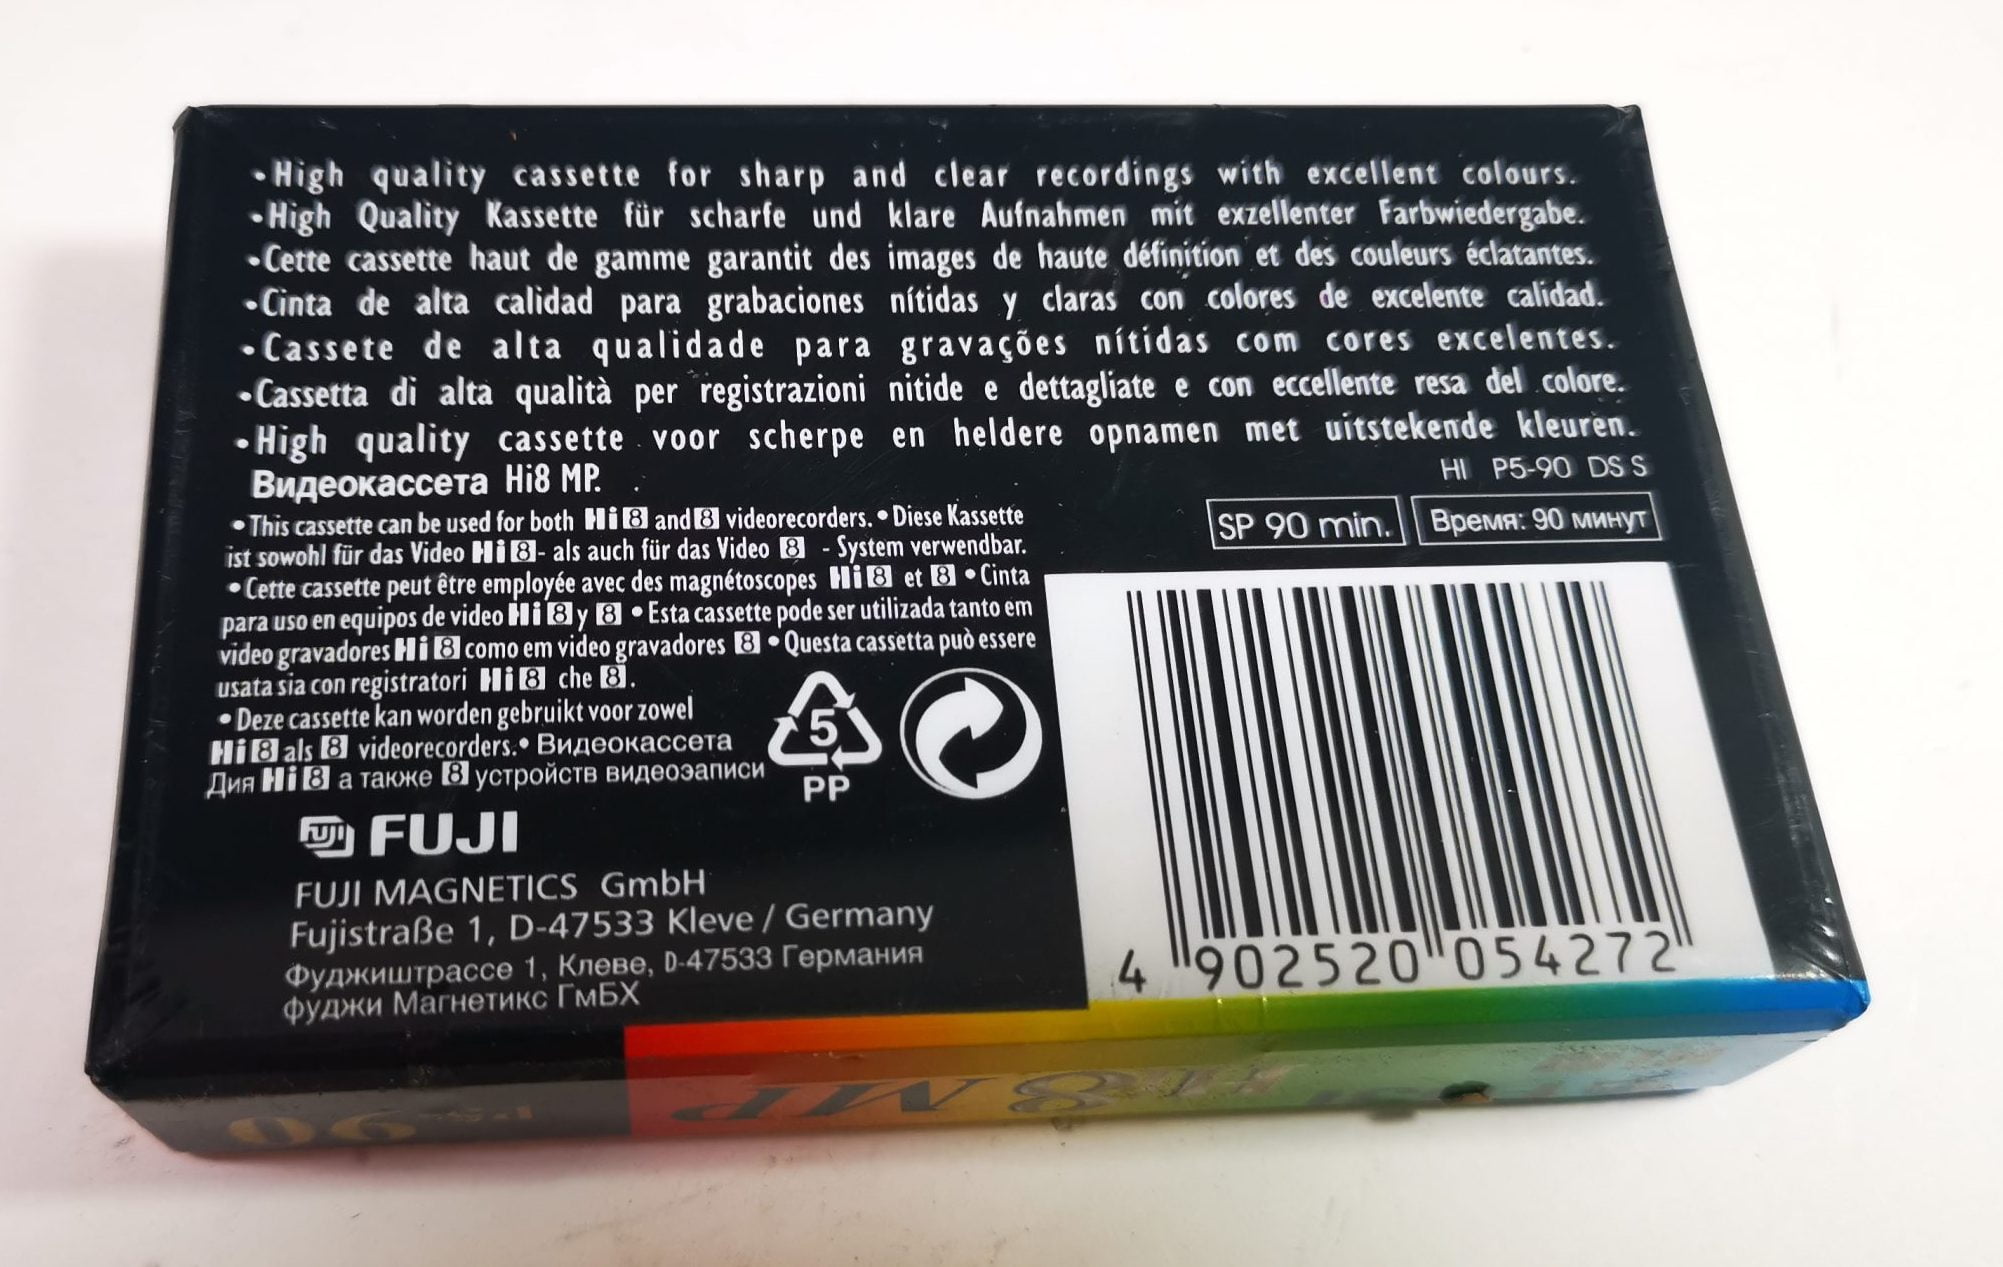 •High quality cassette for sharp and clear recordings with excellent colours.
•High Quality Kassette für scharfe und klare Aufnahmen mit exzellenter Farbwiedergabe.
•Cette cassette haut de gamme garantit des images de haute définition et des couleurs éclatantes.
•Cinta de alta calidad para grabaciones nítidas y claras con colores de excelente calidad.
•Cassete de alta qualidade para gravações nítidas com cores excelentes.
•Cassetta di alta qualità per registrazioni nitide e dettagliate e con eccellente resa del colore.
•High quality cassette voor scherpe en heldere opnamen met uitstekende kleuren.
Видеокассета Hi8 MP.
HI P5-90 DS S
SP 90 min.
Время: 90 минут
•This cassette can be used for both Hi8 and 8 videorecorders. •Diese Kassette
ist sowohl für das Video Hi8- als auch für das Video 8 - System verwendbar.
•Cette cassette peut être employée avec des magnétoscopes Hi8 et 8 •Cinta
para uso en equipos de video Hi8 y 8 •Esta cassette pode ser utilizada tanto em
video gravadores Hi8 como em video gravadores 8 •Questa cassetta può essere
usata sia con registratori Hi8 che 8.
•Deze cassette kan worden gebruikt voor zowel
Hi8 als 8 videorecorders.• Видеокассета
Дия Hi8 а также 8 устройств видеозаписи
5
PP
FUJI FUJI
FUJI MAGNETICS GmbH
Fujistraße 1, D-47533 Kleve / Germany
Фуджиштрассе 1, Клеве, D-47533 Германия
фуджи Магнетикс ГмБХ
4 902520 054272
Hi8 MP
P5-90